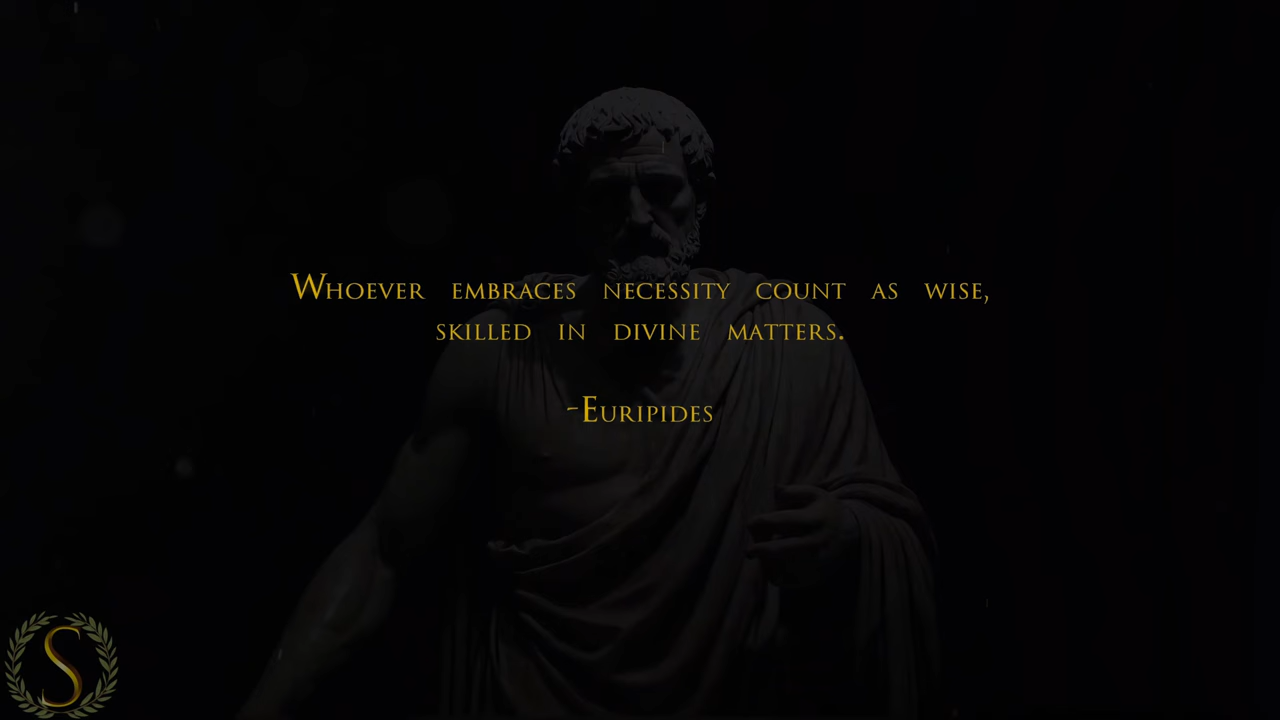 Whoever embraces necessity count as wise,
skilled in divine matters.
-Euripides
S